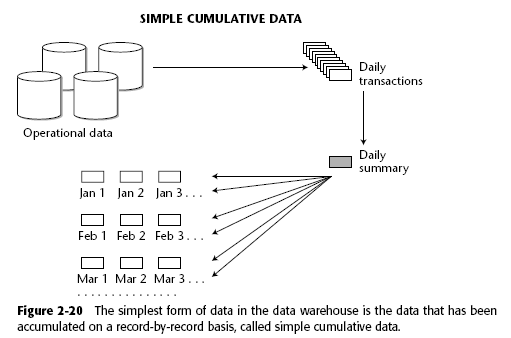 SIMPLE CUMULATIVE DATA
Daily
transactions
Operational data
Daily
summary
Jan 1 Jan 2 Jan 3 . . .
Feb 1 Feb 2 Feb 3 . . .
Mar 1 Mar 2 Mar 3 . . .
. . . . . . . . . . . . . . .
Figure 2-20 The simplest form of data in the data warehouse is the data that has been
accumulated on a record-by-record basis, called simple cumulative data.